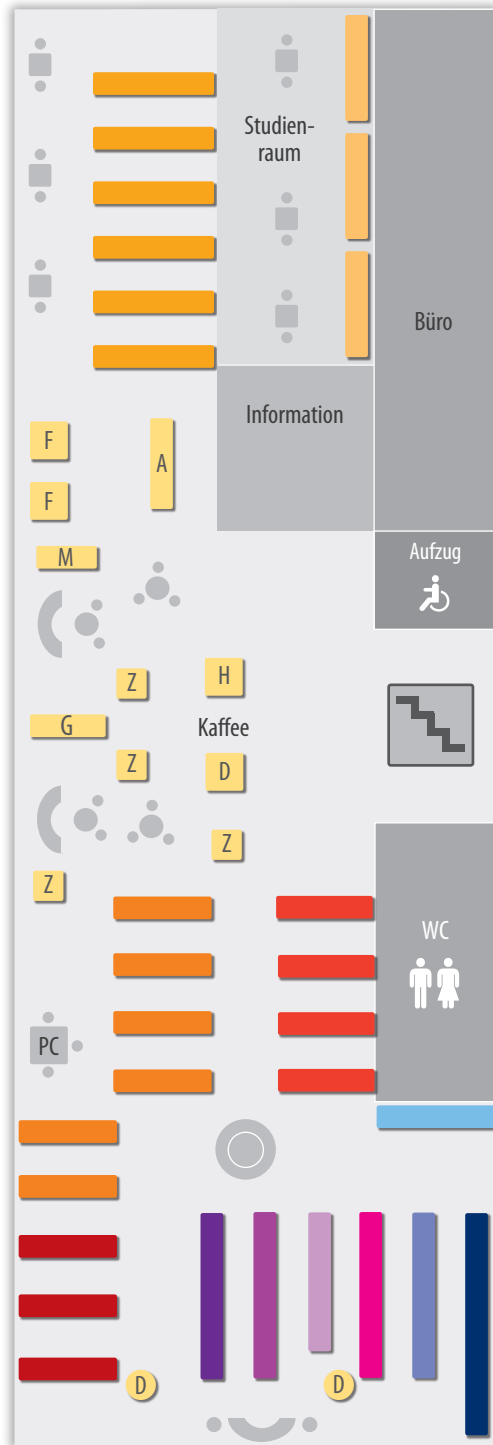 Studien-
raum
Büro
Information
F
A
F
Aufzug
M
Z
H
G
Kaffee
Z
D
Z
Z
WC
PC
D
D